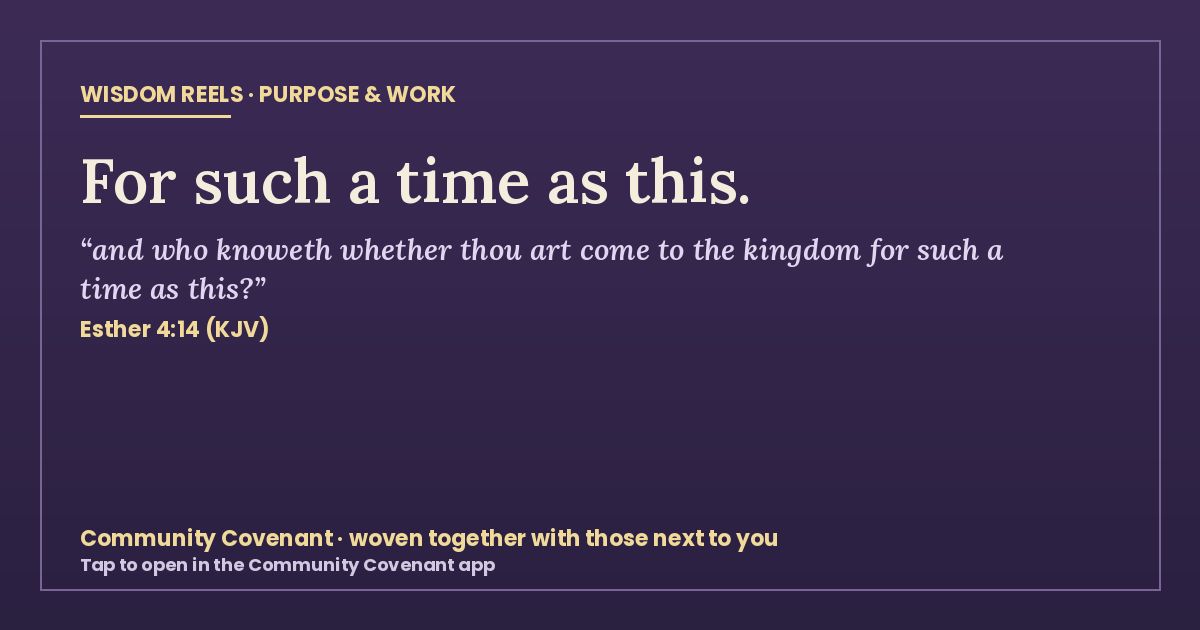 WISDOM REELS · PURPOSE & WORK
For such a time as this.
“and who knoweth whether thou art come to the kingdom for such a
time as this?”
Esther 4:14 (KJV)
Community Covenant · woven together with those next to you
Tap to open in the Community Covenant app